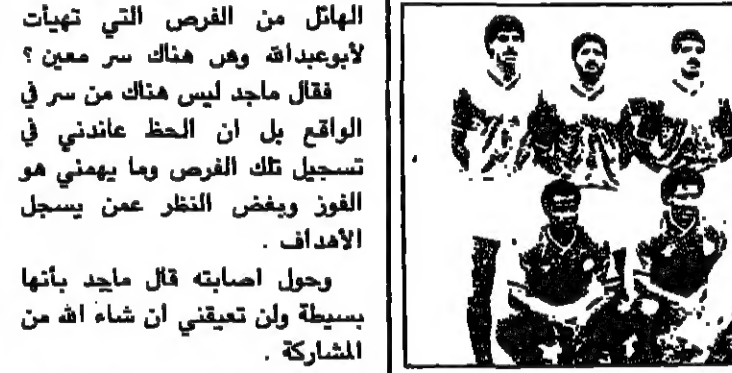 الهائل من الفرص التي تهيأت
لأبوعبدالله وهل هناك سر معين ؟
فقال ماجد ليس هناك من سر في
الواقع بل ان الحظ عاندني في
تسجيل تلك الفرص وما يهمني هو
الفوز وبغض النظر عمن يسجل
الأهداف .
وحول اصابته قال ماجد بأنها
بسيطة ولن تعيقني ان شاء الله من
المشاركة .